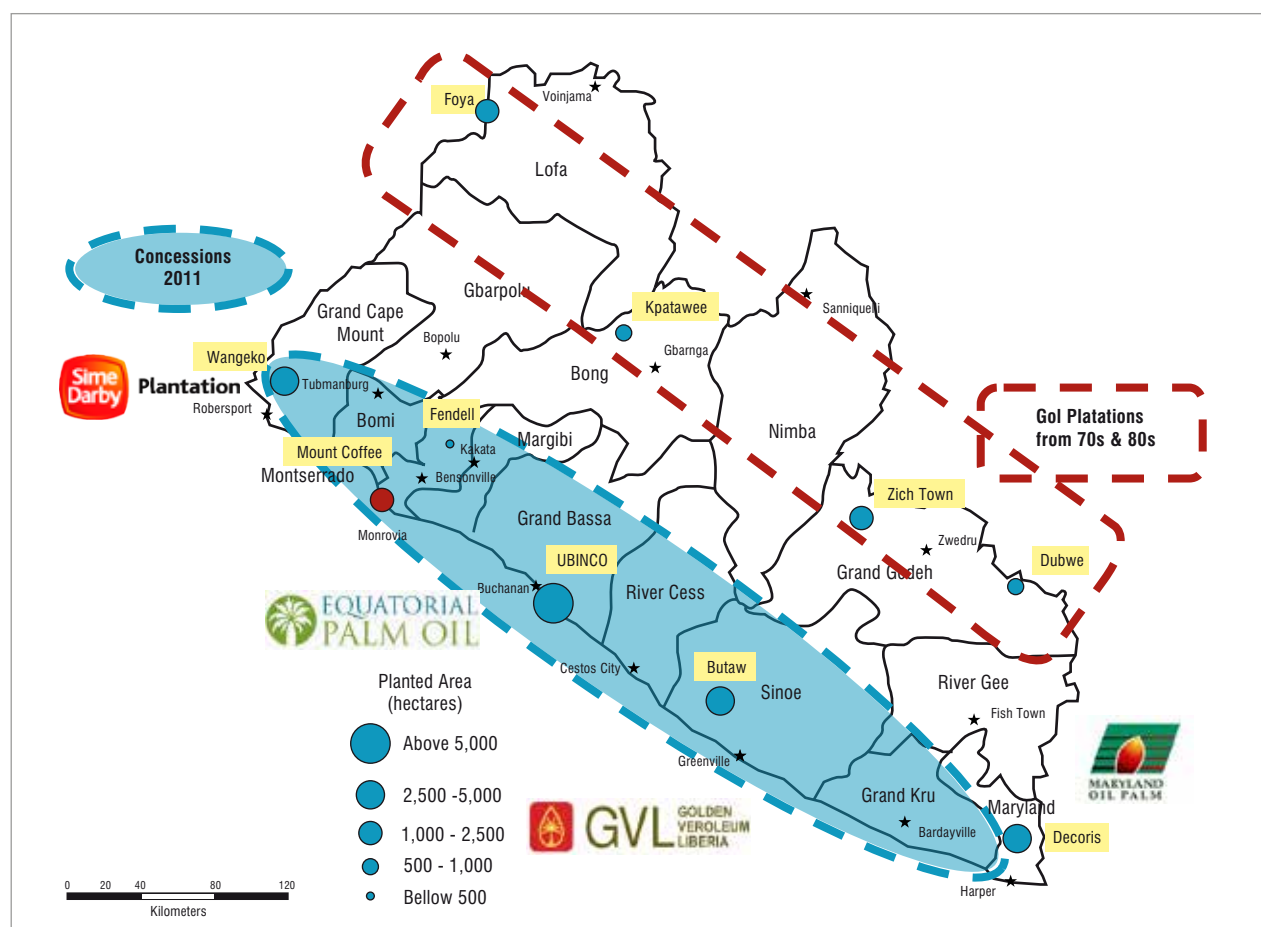 Foya
Voinjama
Lofa
Concessions
2011
Gbarpolu
Grand Cape
Mount
Kpatawee
Sanniquelli
Bopolu
Gbarnga
Wangeko
Sime
Darby
Plantation
Tubmanburg
Bong
Robersport
Bomi
Fendell
Gol Platations
from 70s & 80s
Nimba
Margibi
Kakata
Mount Coffee
Montserrado
Bensonville
Zich Town
Grand Bassa
Monrovia
Zwedru
UBINCO
Dubwe
Grand Gedeh
Buchanan
River Cess
EQUATORIAL
PALM OIL
Cestos City
Butaw
Sinoe
River Gee
Planted Area
(hectares)
Fish Town
Above 5,000
Greenville
MARYLAND
OIL PALM
2,500 -5,000
Grand Kru
Maryland
GVL
GOLDEN
VEROLEUM
LIBERIA
1,000 - 2,500
Bardayville
Decoris
500 - 1,000
Bellow 500
Harper
0 20 40 80 120
Kilometers